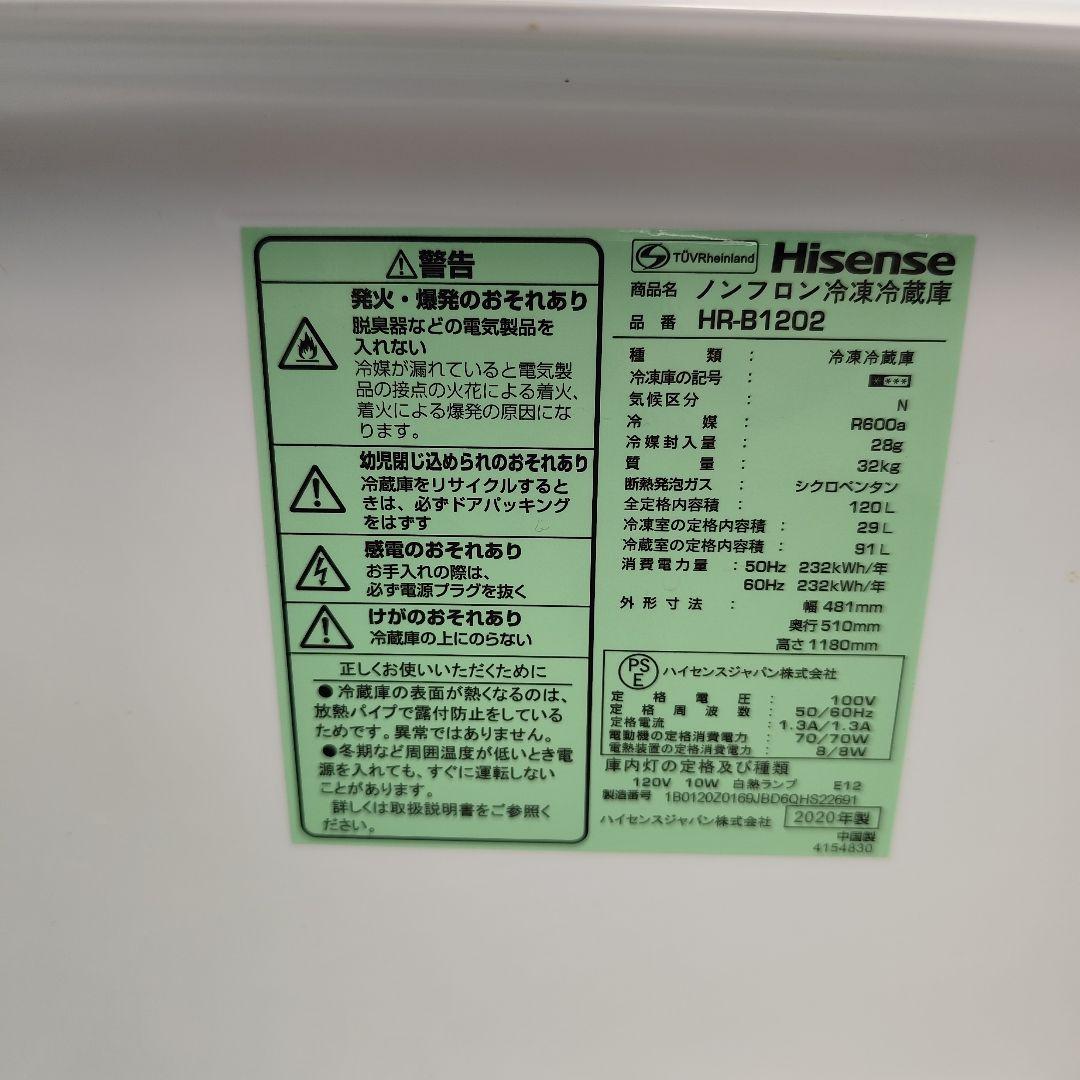 警告
発火・爆発のおそれあり
脱臭器などの電気製品を
入れない
冷媒が漏れていると電気製
品の接点の火花による着火、
着火による爆発の原因にな
ります。
幼児閉じ込められのおそれあり
冷蔵庫をリサイクルすると
きは、必ずドアパッキング
をはずす
感電のおそれあり
お手入れの際は、
必ず電源プラグを抜く
けがのおそれあり
冷蔵庫の上にのらない
正しくお使いいただくために
●冷蔵庫の表面が熱くなるのは、
放熱パイプで露付防止をしている
ためです。異常ではありません。
●冬期など周囲温度が低いとき電
源を入れても、すぐに運転しない
ことがあります。
詳しくは取扱説明書をご参照く
ださい。
TÜVRheinland Hisense
商品名 ノンフロン冷凍冷蔵庫
品番 HR-B1202
種類 : 冷凍冷蔵庫
冷凍庫の記号 : ****
気候区分 : N
冷媒 : R600a
冷媒封入量 : 28g
質量 : 32kg
断熱発泡ガス : シクロペンタン
全定格内容積 : 120L
冷凍室の定格内容積 : 29L
冷蔵室の定格内容積 : 91L
消費電力量 : 50Hz 232kWh/年
60Hz 232kWh/年
外形寸法 : 幅 481mm
奥行 510mm
高さ 1180mm
PSE ハイセンスジャパン株式会社
定格電圧 : 100V
定格周波数 : 50/60Hz
定格電流 : 1.3A/1.3A
電動機の定格消費電力 : 70/70W
電熱装置の定格消費電力 : 8/8W
庫内灯の定格及び種類
120V 10W 白熱ランプ E12
製造番号 1B0120Z0169JBD6QHS22691
ハイセンスジャパン株式会社 2020年製
中国製
4154830